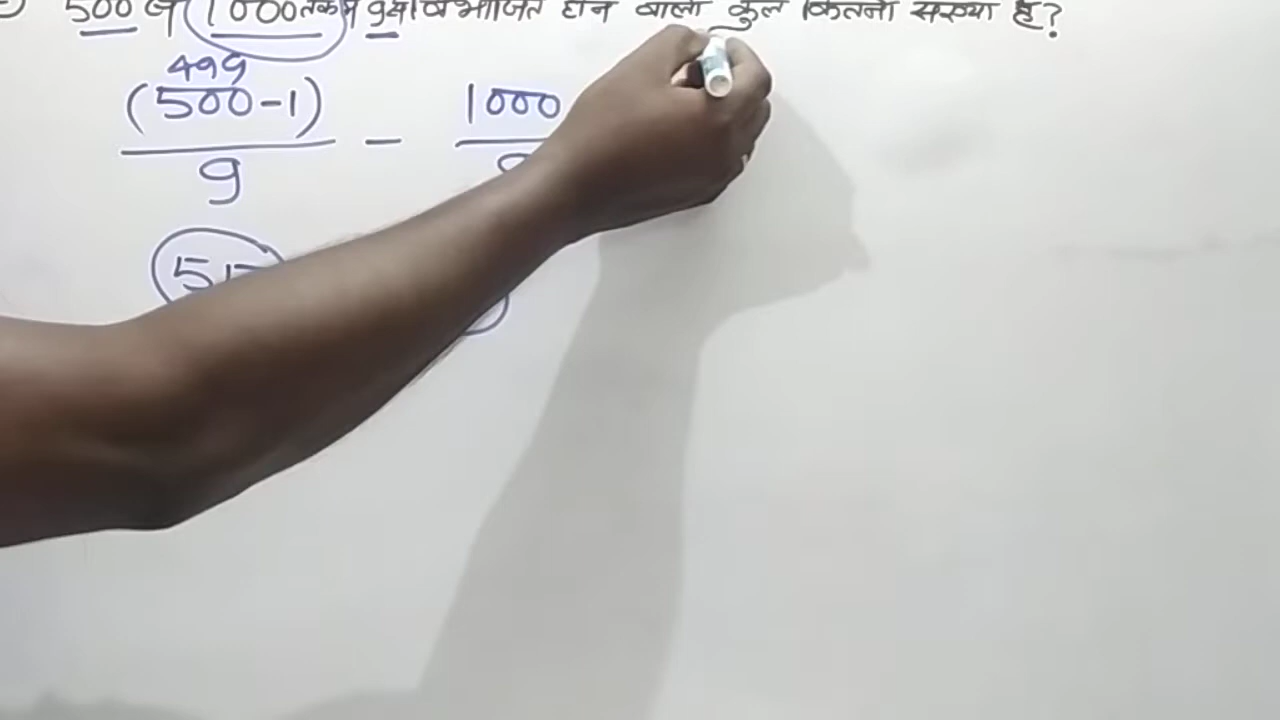 500 व 1000 तक में 9 से विभाजित होने वाली कुल कितनी संख्या है?
499
(500-1) - 1000
9